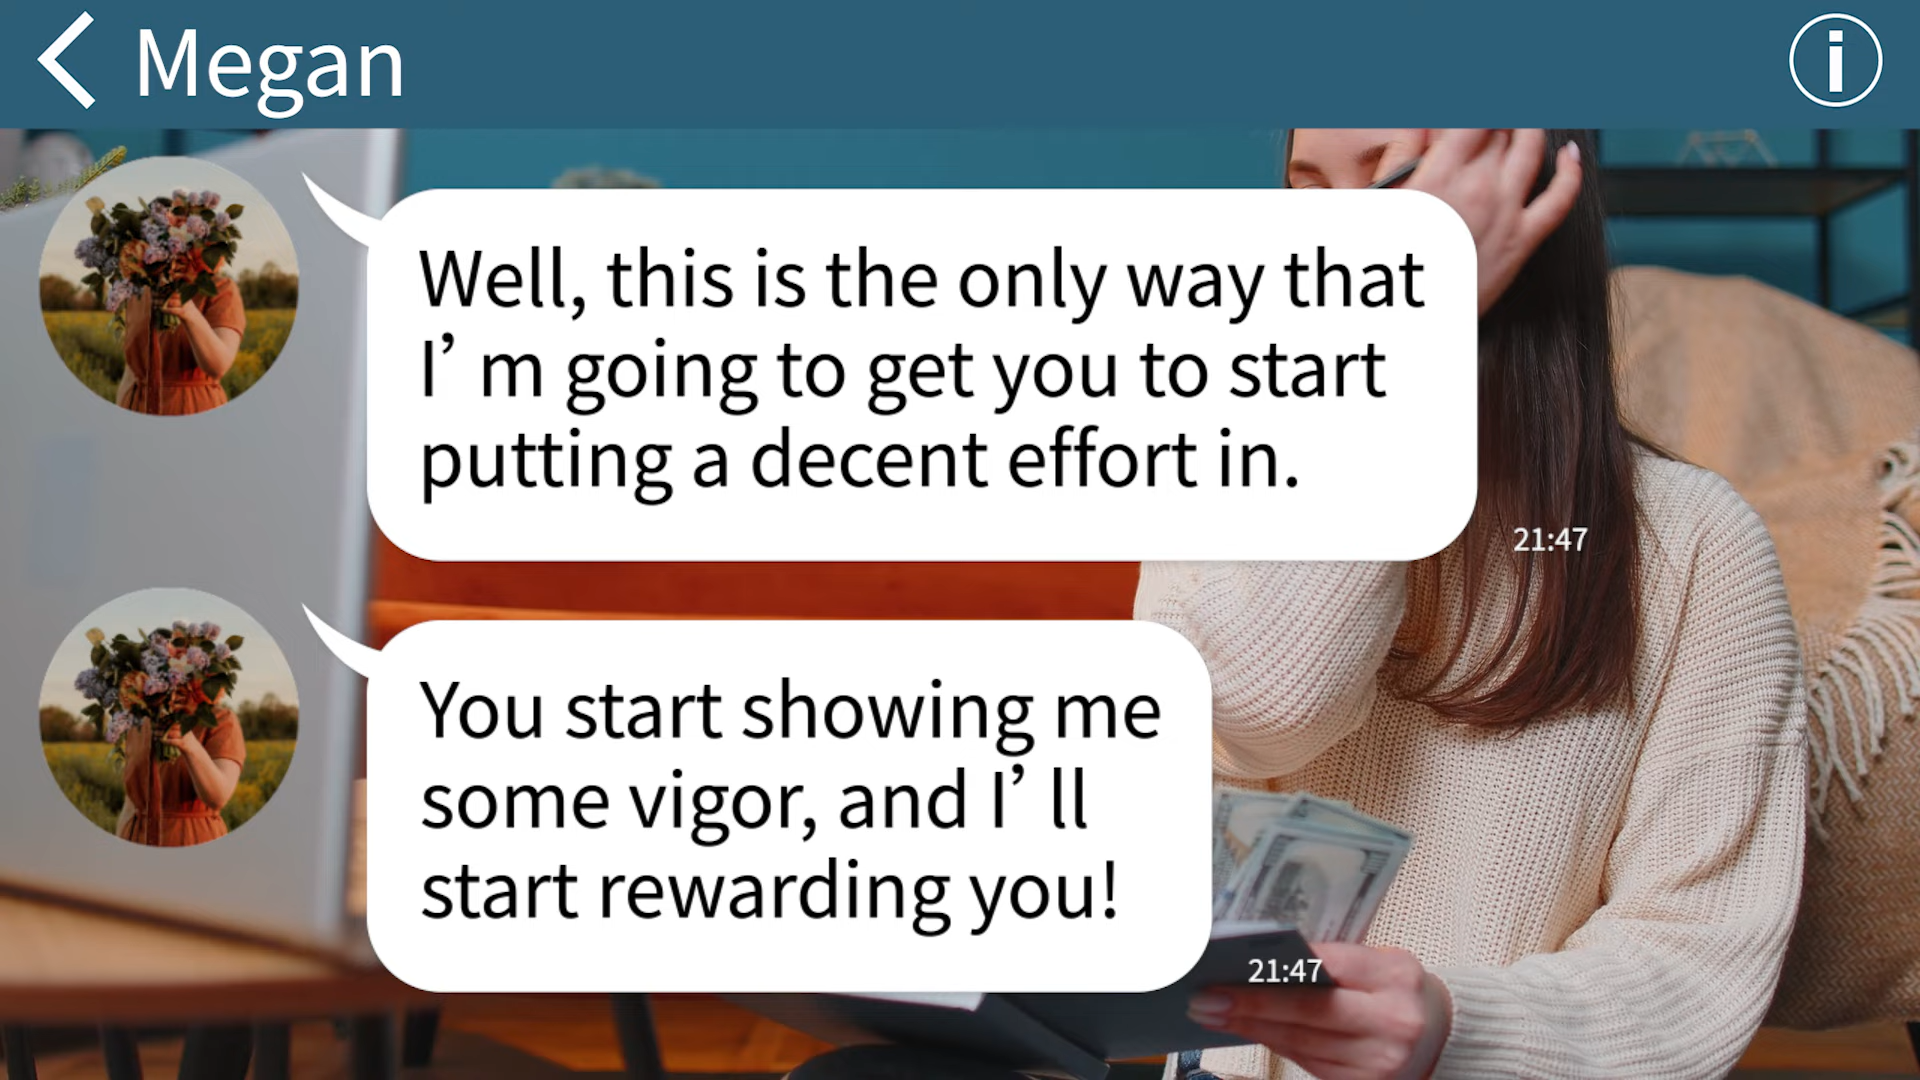 Megan
Well, this is the only way that
I’m going to get you to start
putting a decent effort in.
21:47
You start showing me
some vigor, and I’ll
start rewarding you!
21:47